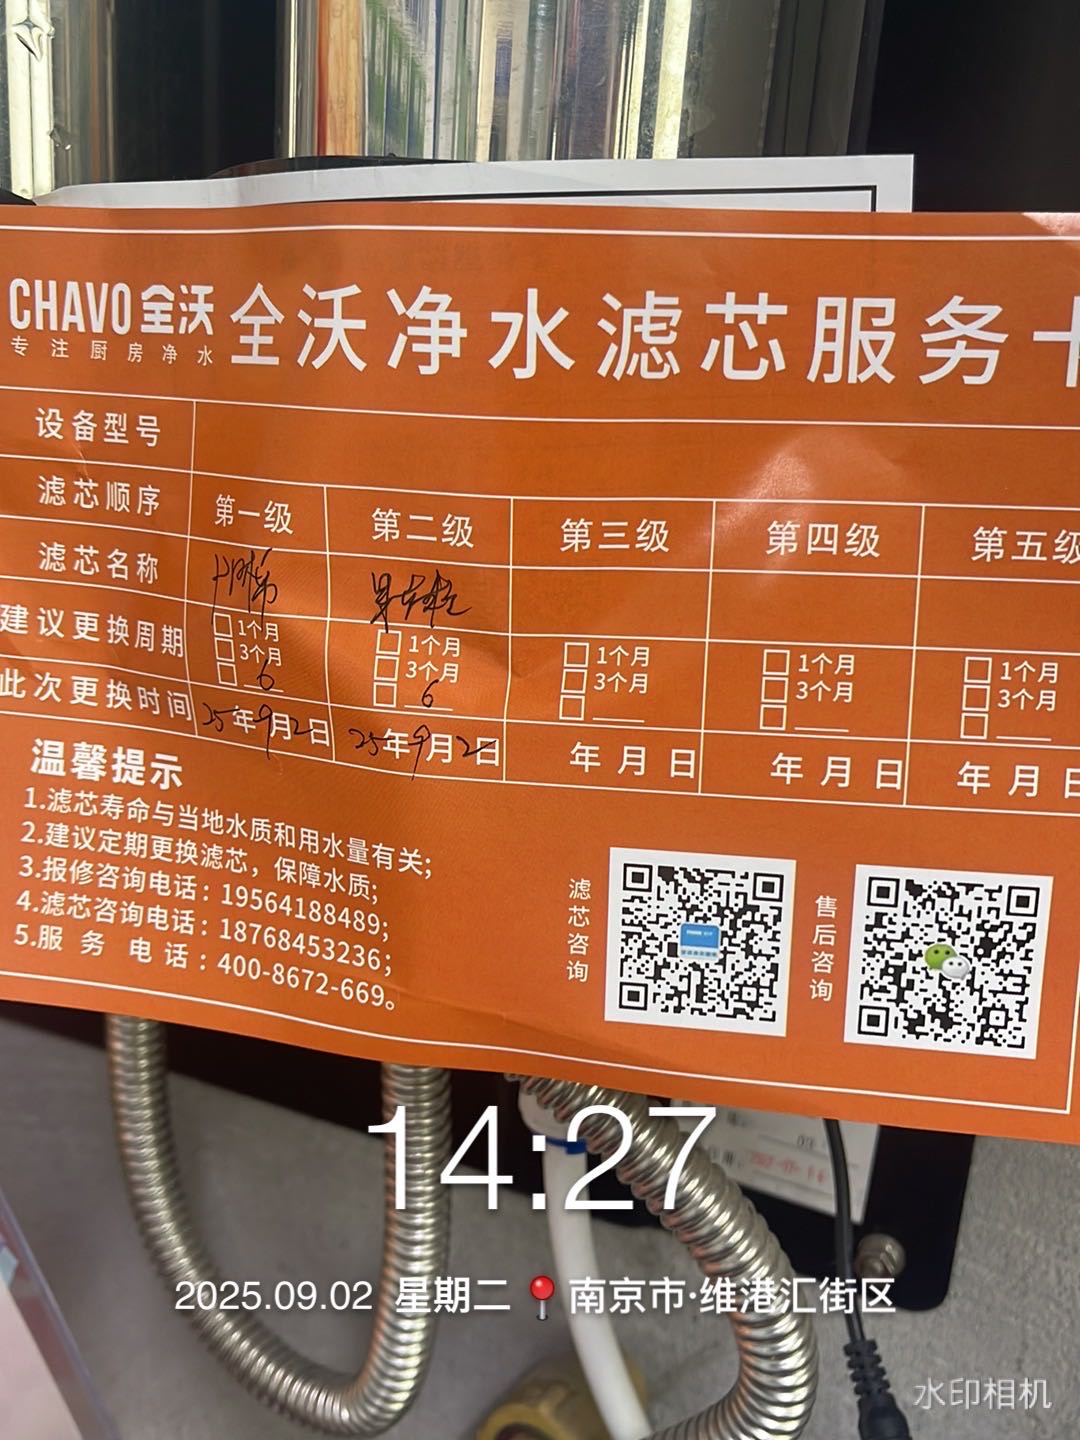 CHAVO 全沃
专注厨房净水
全沃净水滤芯服务卡
设备型号
滤芯顺序 第一级 第二级 第三级 第四级 第五级
滤芯名称 PP棉
建议更换周期 1个月 1个月 1个月 1个月 1个月
3个月 3个月 3个月 3个月 3个月
6 6
此次更换时间 25年9月2日 25年9月2日 年月日 年月日 年月日
温馨提示
1.滤芯寿命与当地水质和用水量有关;
2.建议定期更换滤芯，保障水质;
3.报修咨询电话：19564188489;
4.滤芯咨询电话：18768453236;
5.服务电话：400-8672-669。
滤芯咨询
售后咨询
14:27
2025.09.02 星期二 南京市·维港汇街区
水印相机